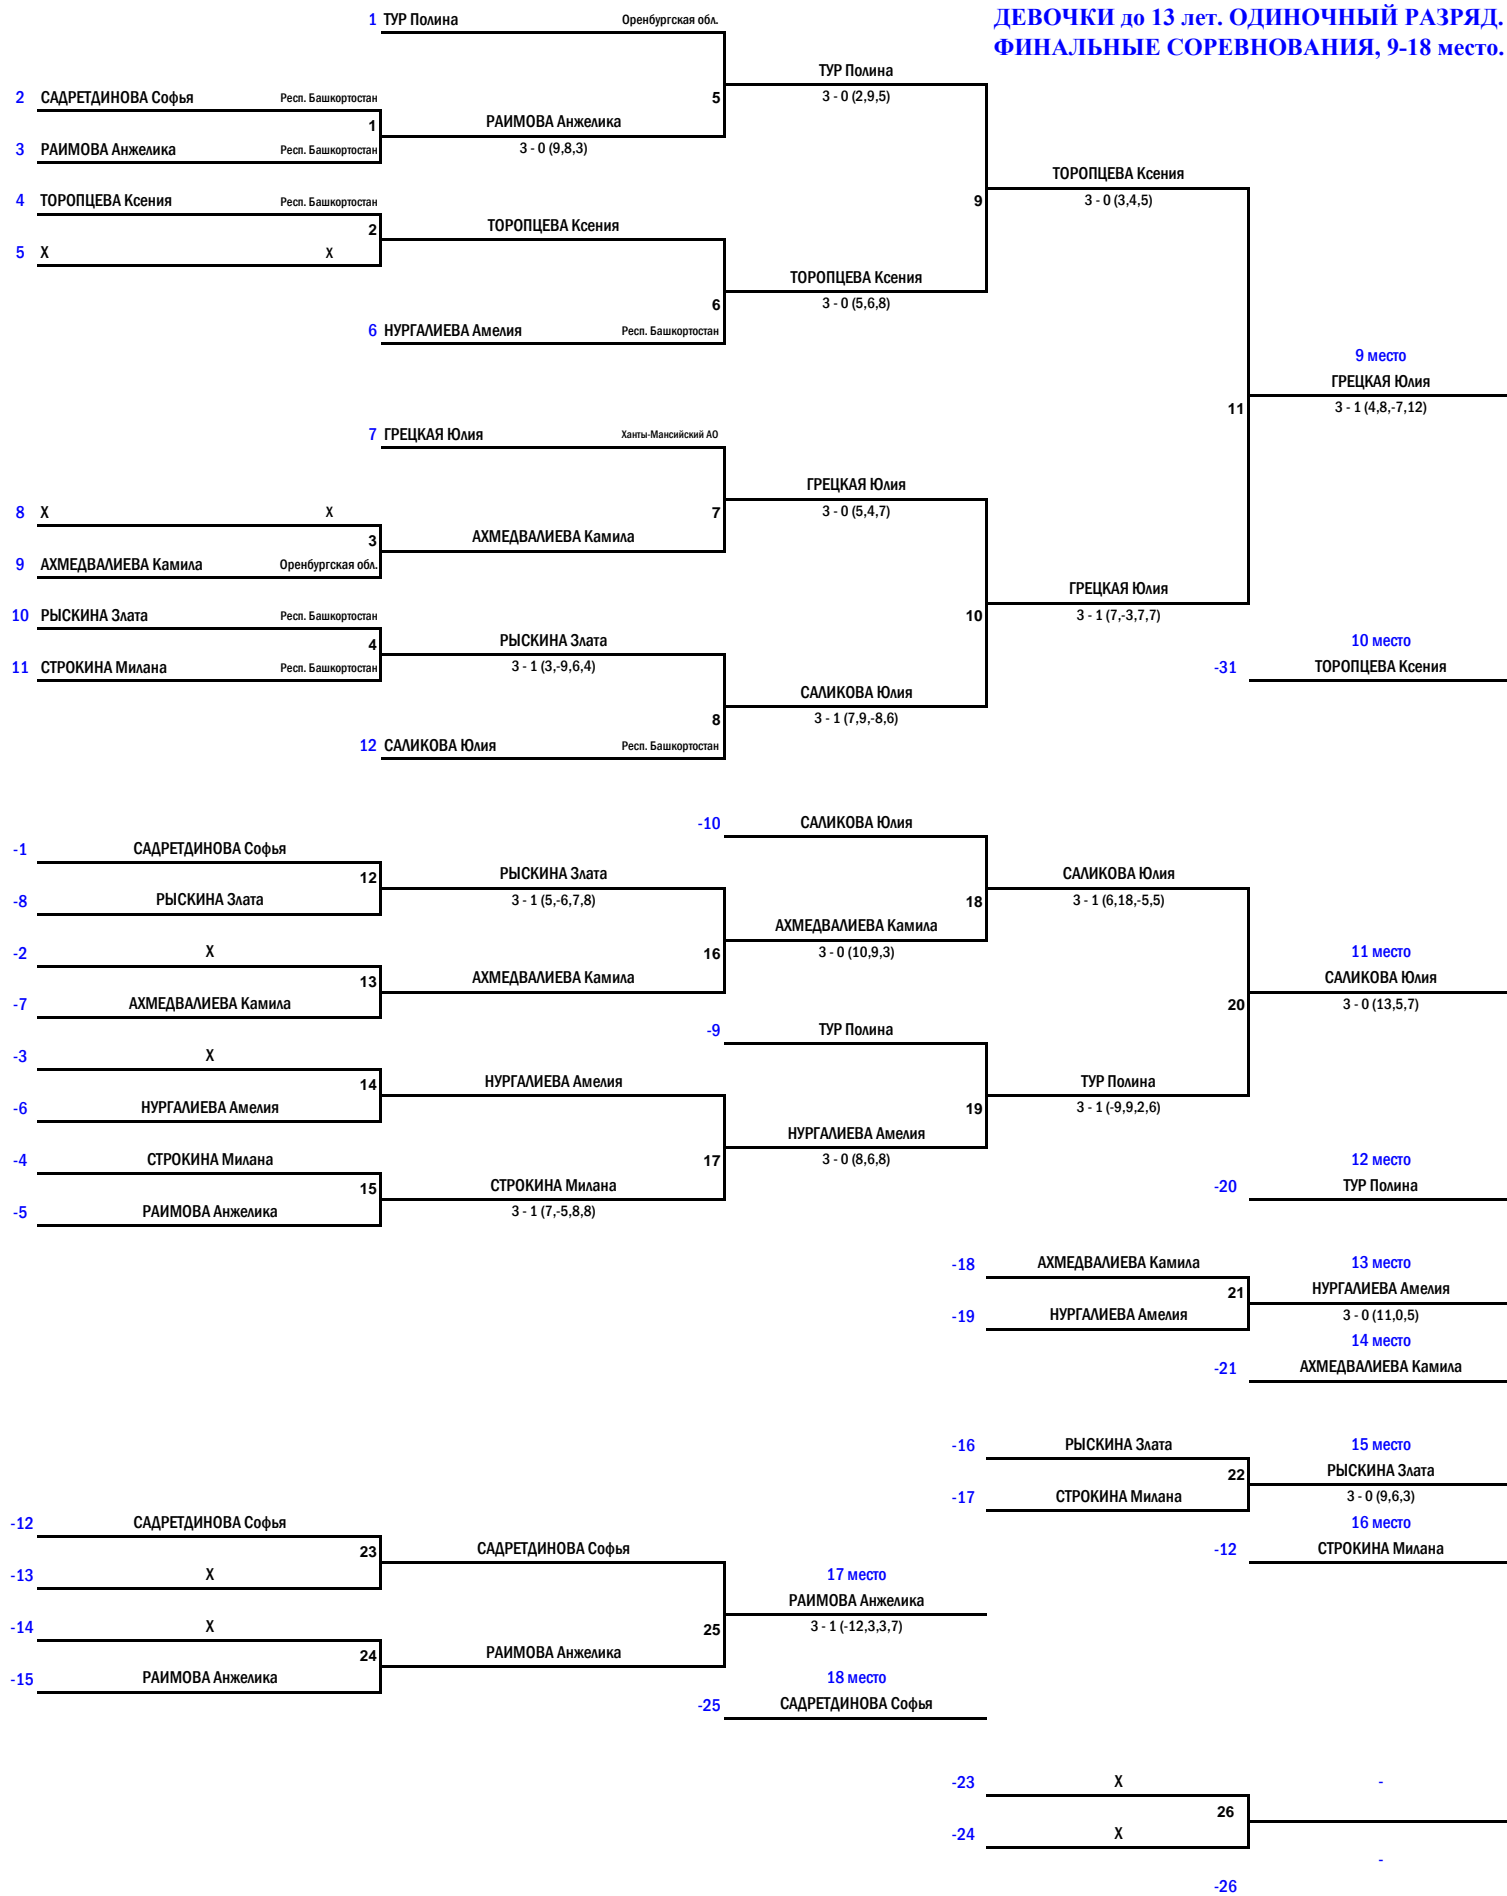 ДЕВОЧКИ до 13 лет. ОДИНОЧНЫЙ РАЗРЯД.
ФИНАЛЬНЫЕ СОРЕВНОВАНИЯ, 9-18 место.
1 ТУР Полина Оренбургская обл.
ТУР Полина
2 САДРЕТДИНОВА Софья Респ. Башкортостан
5
3 - 0 (2,9,5)
1
РАИМОВА Анжелика
3 РАИМОВА Анжелика Респ. Башкортостан
3 - 0 (9,8,3)
ТОРОПЦЕВА Ксения
4 ТОРОПЦЕВА Ксения Респ. Башкортостан
9
3 - 0 (3,4,5)
2
ТОРОПЦЕВА Ксения
5 Х Х
ТОРОПЦЕВА Ксения
6
3 - 0 (5,6,8)
6 НУРГАЛИЕВА Амелия Респ. Башкортостан
9 место
ГРЕЦКАЯ Юлия
11
3 - 1 (4,8,-7,12)
7 ГРЕЦКАЯ Юлия Ханты-Мансийский АО
ГРЕЦКАЯ Юлия
8 Х Х
7
3 - 0 (5,4,7)
3
АХМЕДВАЛИЕВА Камила
9 АХМЕДВАЛИЕВА Камила Оренбургская обл.
ГРЕЦКАЯ Юлия
10 РЫСКИНА Злата Респ. Башкортостан
10
3 - 1 (7,-3,7,7)
4
РЫСКИНА Злата
10 место
11 СТРОКИНА Милана Респ. Башкортостан
3 - 1 (3,-9,6,4)
-31 ТОРОПЦЕВА Ксения
САЛИКОВА Юлия
8
3 - 1 (7,9,-8,6)
12 САЛИКОВА Юлия Респ. Башкортостан
-10 САЛИКОВА Юлия
-1 САДРЕТДИНОВА Софья
12
РЫСКИНА Злата
САЛИКОВА Юлия
-8 РЫСКИНА Злата
3 - 1 (5,-6,7,8)
18
3 - 1 (6,18,-5,5)
АХМЕДВАЛИЕВА Камила
-2 Х
16
3 - 0 (10,9,3)
11 место
13
АХМЕДВАЛИЕВА Камила
САЛИКОВА Юлия
-7 АХМЕДВАЛИЕВА Камила
20
3 - 0 (13,5,7)
-9 ТУР Полина
-3 Х
14
НУРГАЛИЕВА Амелия
ТУР Полина
-6 НУРГАЛИЕВА Амелия
19
3 - 1 (-9,9,2,6)
НУРГАЛИЕВА Амелия
-4 СТРОКИНА Милана
17
3 - 0 (8,6,8)
12 место
15
СТРОКИНА Милана
-20 ТУР Полина
-5 РАИМОВА Анжелика
3 - 1 (7,-5,8,8)
-18 АХМЕДВАЛИЕВА Камила
13 место
21
НУРГАЛИЕВА Амелия
-19 НУРГАЛИЕВА Амелия
3 - 0 (11,0,5)
14 место
-21 АХМЕДВАЛИЕВА Камила
-16 РЫСКИНА Злата
15 место
22
РЫСКИНА Злата
-17 СТРОКИНА Милана
3 - 0 (9,6,3)
-12 САДРЕТДИНОВА Софья
16 место
23
САДРЕТДИНОВА Софья
-12 СТРОКИНА Милана
-13 Х
17 место
РАИМОВА Анжелика
-14 Х
25
3 - 1 (-12,3,3,7)
24
РАИМОВА Анжелика
-15 РАИМОВА Анжелика
18 место
-25 САДРЕТДИНОВА Софья
-23 Х
-
26
-24 Х
-
-26